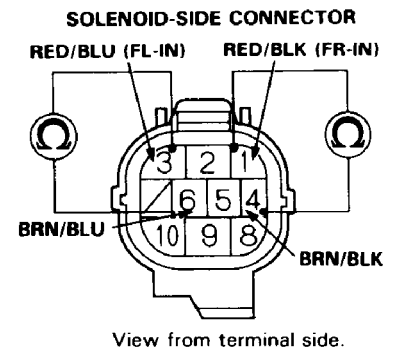 SOLENOID-SIDE CONNECTOR
RED/BLU (FL-IN) RED/BLK (FR-IN)
Ω Ω
3 2 1
6 5 4
BRN/BLU
10 9 8
BRN/BLK
View from terminal side.